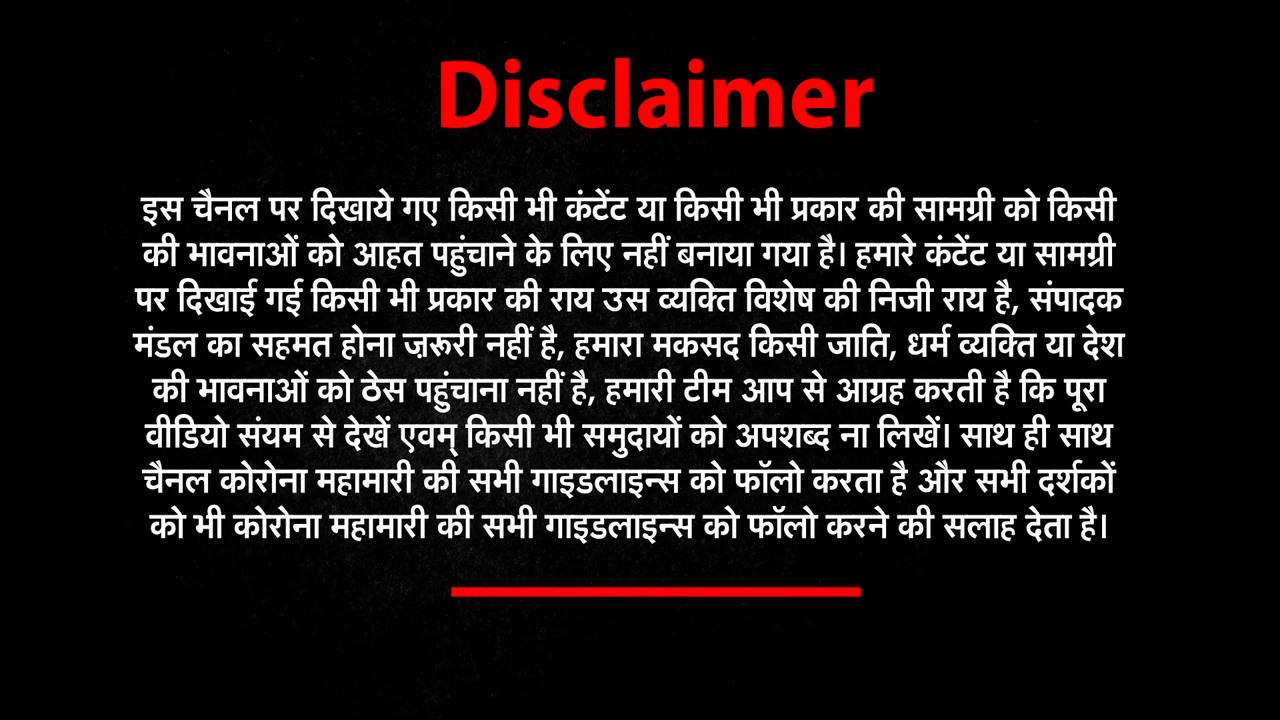 Disclaimer
इस चैनल पर दिखाये गए किसी भी कंटेंट या किसी भी प्रकार की सामग्री को किसी
की भावनाओं को आहत पहुंचाने के लिए नहीं बनाया गया है। हमारे कंटेंट या सामग्री
पर दिखाई गई किसी भी प्रकार की राय उस व्यक्ति विशेष की निजी राय है, संपादक
मंडल का सहमत होना ज़रूरी नहीं है, हमारा मकसद किसी जाति, धर्म व्यक्ति या देश
की भावनाओं को ठेस पहुंचाना नहीं है, हमारी टीम आप से आग्रह करती है कि पूरा
वीडियो संयम से देखें एवम् किसी भी समुदायों को अपशब्द ना लिखें। साथ ही साथ
चैनल कोरोना महामारी की सभी गाइडलाइन्स को फॉलो करता है और सभी दर्शकों
को भी कोरोना महामारी की सभी गाइडलाइन्स को फॉलो करने की सलाह देता है।